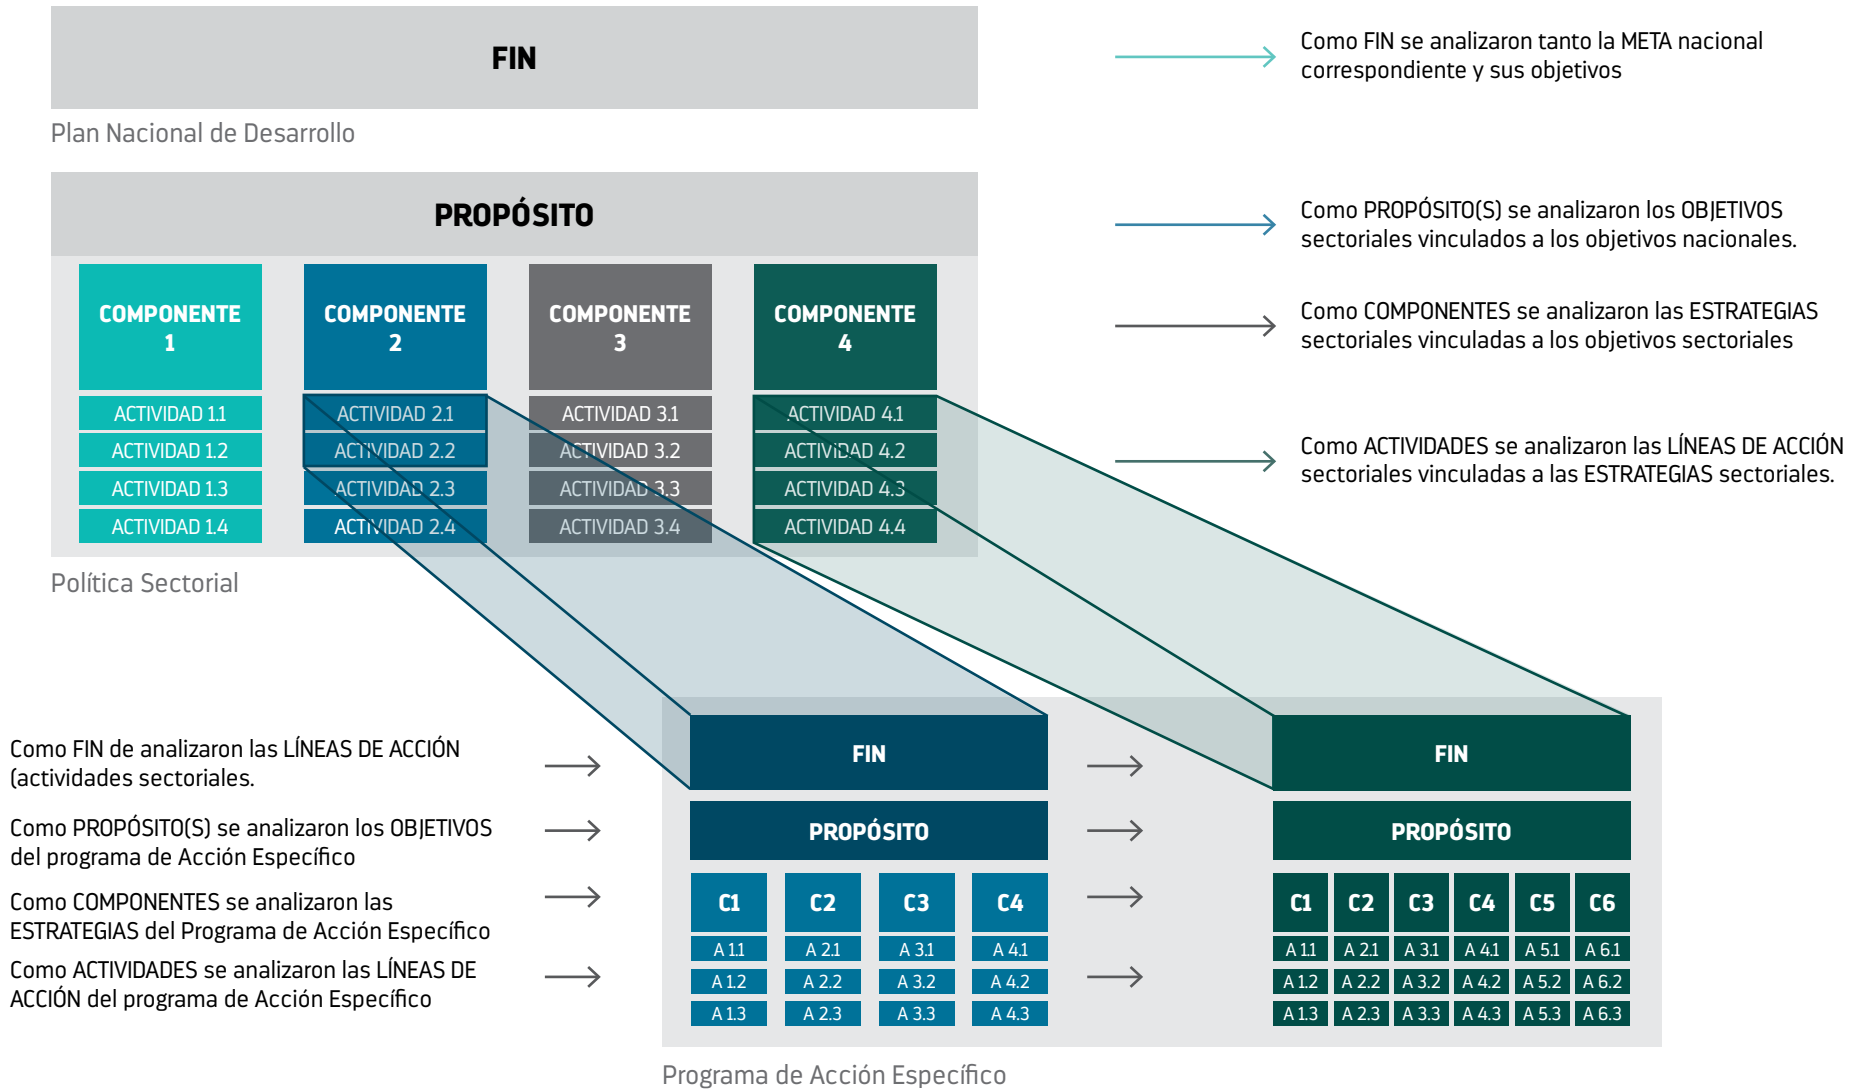 FIN
Como FIN se analizaron tanto la META nacional
correspondiente y sus objetivos
Plan Nacional de Desarrollo
PROPÓSITO
Como PROPÓSITO(S) se analizaron los OBJETIVOS
sectoriales vinculados a los objetivos nacionales.
COMPONENTE
1
COMPONENTE
2
COMPONENTE
3
COMPONENTE
4
Como COMPONENTES se analizaron las ESTRATEGIAS
sectoriales vinculadas a los objetivos sectoriales
ACTIVIDAD 1.1
ACTIVIDAD 1.2
ACTIVIDAD 1.3
ACTIVIDAD 1.4
ACTIVIDAD 2.1
ACTIVIDAD 2.2
ACTIVIDAD 2.3
ACTIVIDAD 2.4
ACTIVIDAD 3.1
ACTIVIDAD 3.2
ACTIVIDAD 3.3
ACTIVIDAD 3.4
ACTIVIDAD 4.1
ACTIVIDAD 4.2
ACTIVIDAD 4.3
ACTIVIDAD 4.4
Como ACTIVIDADES se analizaron las LÍNEAS DE ACCIÓN
sectoriales vinculadas a las ESTRATEGIAS sectoriales.
Política Sectorial
Como FIN de analizaron las LÍNEAS DE ACCIÓN
(actividades sectoriales.
Como PROPÓSITO(S) se analizaron los OBJETIVOS
del programa de Acción Específico
Como COMPONENTES se analizaron las
ESTRATEGIAS del Programa de Acción Específico
Como ACTIVIDADES se analizaron las LÍNEAS DE
ACCIÓN del programa de Acción Específico
FIN
PROPÓSITO
C1 C2 C3 C4
A 1.1 A 2.1 A 3.1 A 4.1
A 1.2 A 2.2 A 3.2 A 4.2
A 1.3 A 2.3 A 3.3 A 4.3
FIN
PROPÓSITO
C1 C2 C3 C4 C5 C6
A 1.1 A 2.1 A 3.1 A 4.1 A 5.1 A 6.1
A 1.2 A 2.2 A 3.2 A 4.2 A 5.2 A 6.2
A 1.3 A 2.3 A 3.3 A 4.3 A 5.3 A 6.3
Programa de Acción Específico